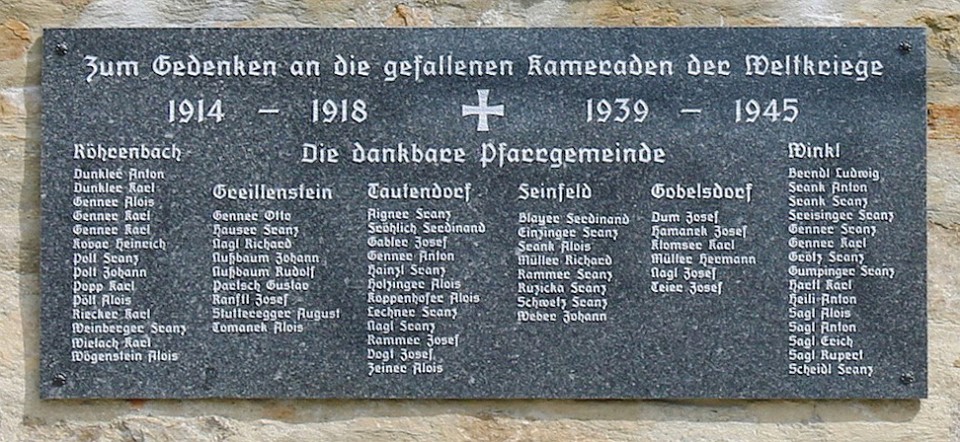 Zum Gedenken an die gefallenen Kameraden der Weltkriege
1914 – 1918 1939 – 1945
Die dankbare Pfarrgemeinde
Röhrenbach
Dunkler Anton
Dunkler Karl
Genner Alois
Genner Karl
Genner Karl
Kovar Heinrich
Pöll Franz
Poll Johann
Popp Karl
Pöll Alois
Riecker Karl
Weinberger Franz
Wielach Karl
Wögenstein Alois
Greillenstein
Genner Otto
Hauser Franz
Nagl Richard
Nußbaum Johann
Nußbaum Rudolf
Partsch Gustav
Ranftl Josef
Stutteregger August
Tomanek Alois
Tautendorf
Aigner Franz
Fröhlich Ferdinand
Gabler Josef
Genner Anton
Hainzl Franz
Holzinger Alois
Koppenhofer Alois
Lechner Franz
Nagl Franz
Rammer Josef
Vogl Josef
Zeiner Alois
Feinfeld
Blayer Ferdinand
Einzinger Franz
Frank Alois
Müller Richard
Rammer Franz
Ruzicka Franz
Schwetz Franz
Weber Johann
Gobelsdorf
Dum Josef
Hamanek Josef
Klomser Karl
Müller Hermann
Nagl Josef
Teier Josef
Winkl
Berndl Ludwig
Frank Anton
Frank Franz
Freisinger Franz
Genner Franz
Genner Karl
Grötz Franz
Gumpinger Franz
Hartl Karl
Heili Anton
Sagl Alois
Sagl Anton
Sagl Erich
Sagl Rupert
Scheidl Franz